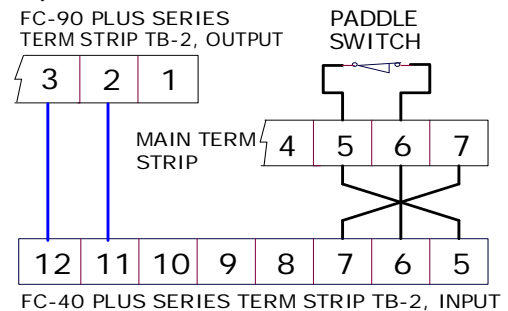 FC-90 PLUS SERIES
TERM STRIP TB-2, OUTPUT
PADDLE
SWITCH
3 2 1
MAIN TERM
STRIP
4 5 6 7
12 11 10 9 8 7 6 5
FC-40 PLUS SERIES TERM STRIP TB-2, INPUT